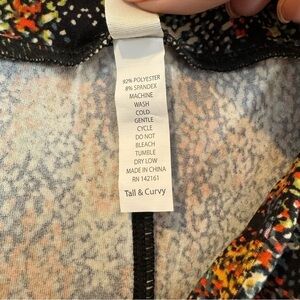 92% POLYESTER
8% SPANDEX
MACHINE
WASH
COLD
GENTLE
CYCLE
DO NOT
BLEACH
TUMBLE
DRY LOW
MADE IN CHINA
RN 142161
Tall & Curvy